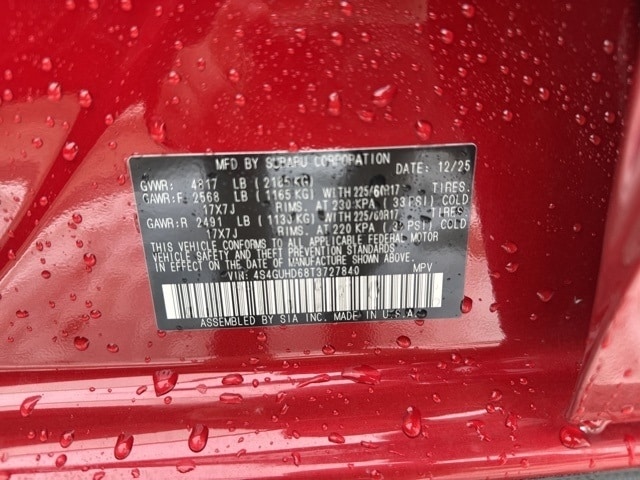 MFD BY SUBARU CORPORATION DATE: 12/25
GVWR: 4817 LB (2185 KG)
GAWR:F 2568 LB (1165 KG) WITH 225/60R17
17X7J RIMS. AT 230 KPA (33 PSI) COLD
GAWR:R 2491 LB (1130 KG) WITH 225/60R17
17X7J RIMS. AT 220 KPA (32 PSI) COLD
THIS VEHICLE CONFORMS TO ALL APPLICABLE FEDERAL MOTOR
VEHICLE SAFETY, BUMPER, AND THEFT PREVENTION STANDARDS
IN EFFECT ON THE DATE OF MANUFACTURE SHOWN ABOVE.
VIN: 4S4GUHD68T3727840 MPV
ASSEMBLED BY SIA INC. MADE IN U.S.A.